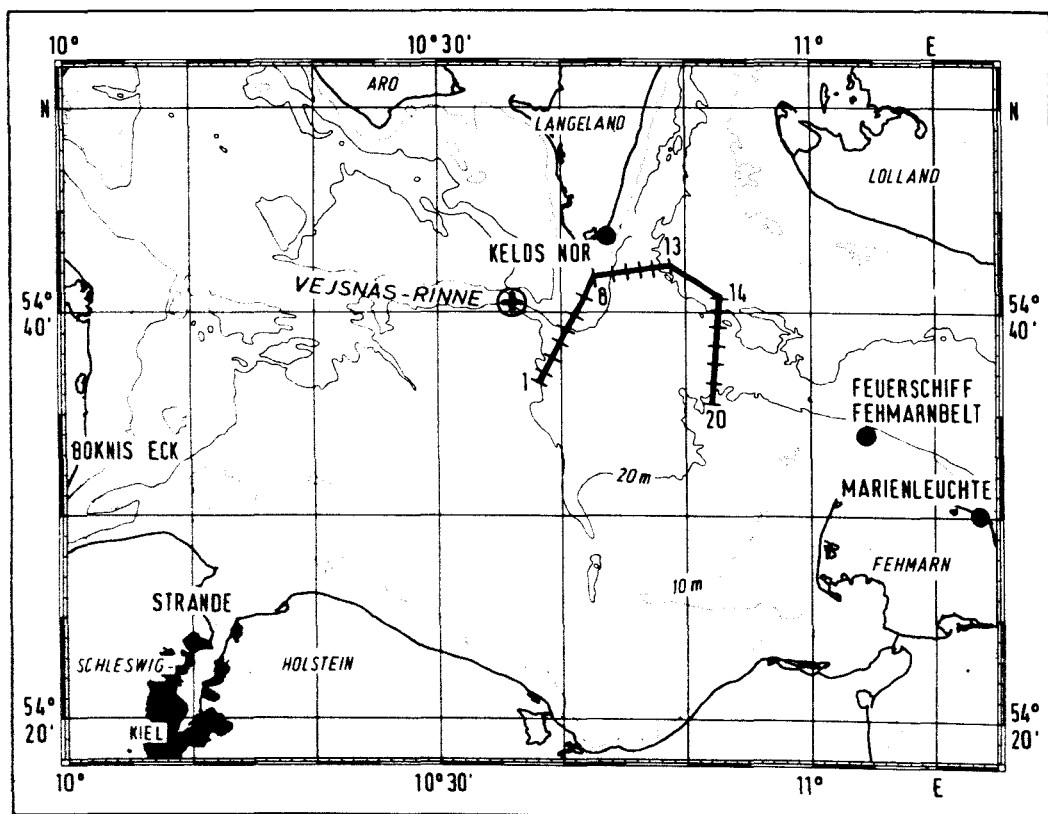 10°
10°30'
11°
E
N
ARO
LANGELAND
N
LOLLAND
KELDS NOR
13
VEJSNAS-RINNE
8
14
54°
40'
54°
40'
1
20
FEUERSCHIFF
FEHMARNBELT
BOKNIS ECK
20m
MARIENLEUCHTE
FEHMARN
10m
STRANDE
SCHLESWIG-
HOLSTEIN
54°
20'
KIEL
54°
20'
10°
10°30'
11°
E